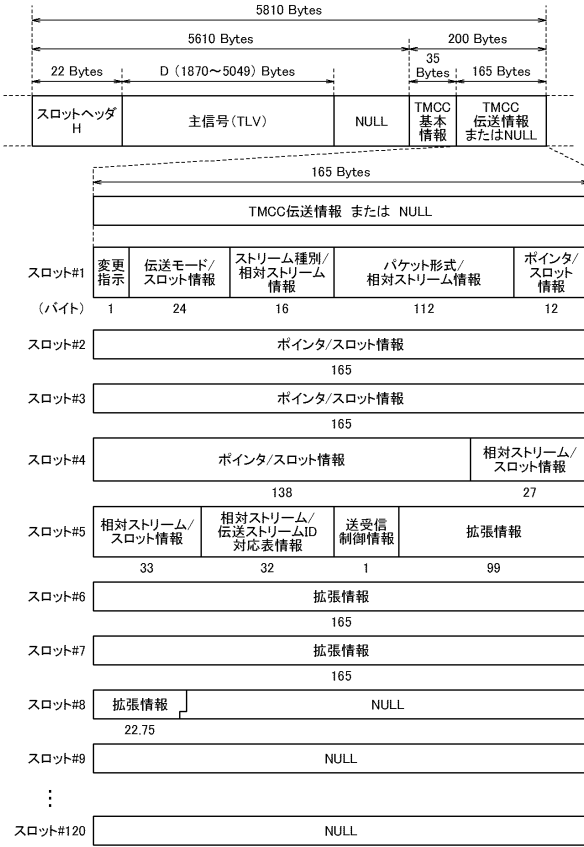 5810 Bytes
5610 Bytes
200 Bytes
22 Bytes
D（1870～5049）Bytes
35
Bytes
165 Bytes
スロットヘッダ
H
主信号（TLV）
NULL
TMCC
基本
情報
TMCC
伝送情報
またはNULL
165 Bytes
TMCC伝送情報 または NULL
スロット#1
変更
指示
伝送モード/
スロット情報
ストリーム種別/
相対ストリーム
情報
パケット形式/
相対ストリーム情報
ポインタ/
スロット
情報
（バイト）
1
24
16
112
12
スロット#2
ポインタ/スロット情報
165
スロット#3
ポインタ/スロット情報
165
スロット#4
ポインタ/スロット情報
相対ストリーム/
スロット情報
138
27
スロット#5
相対ストリーム/
スロット情報
相対ストリーム/
伝送ストリームID
対応表情報
送受信
制御情報
拡張情報
33
32
1
99
スロット#6
拡張情報
165
スロット#7
拡張情報
165
スロット#8
拡張情報
NULL
22.75
スロット#9
NULL
⋮
スロット#120
NULL